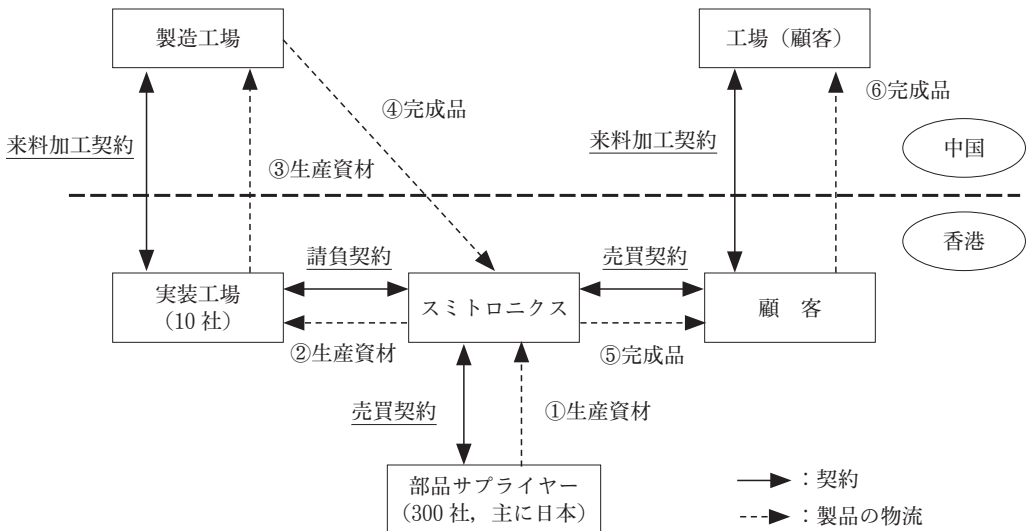 製造工場
工場(顧客)
⑥完成品
④完成品
来料加工契約
来料加工契約
中国
③生産資材
香港
請負契約
売買契約
実装工場
(10社)
スミトロニクス
顧 客
②生産資材
⑤完成品
売買契約
①生産資材
部品サプライヤー
(300社,主に日本)
:契約
:製品の物流